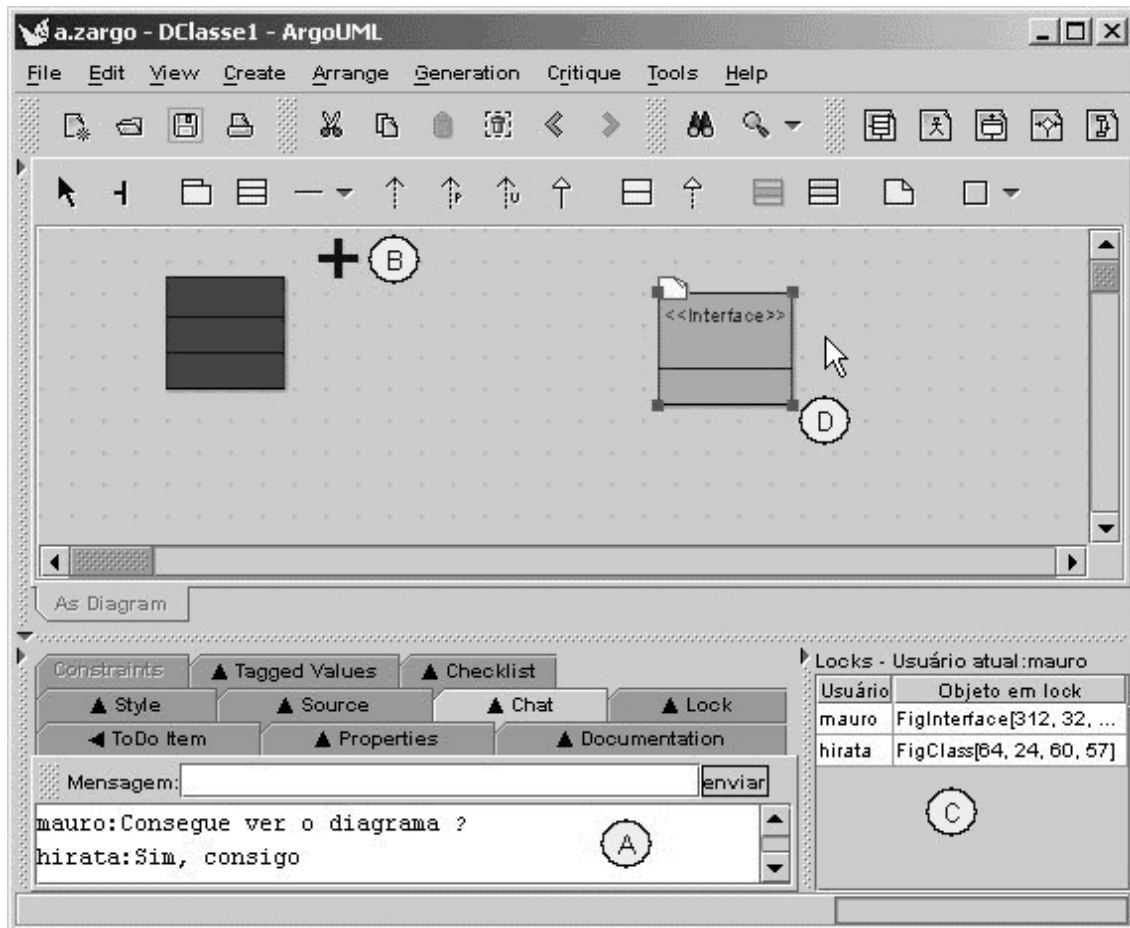 a.zargo - DClasse1 - ArgoUML
File Edit View Create Arrange Generation Critique Tools Help
P
U
B
<<Interface>>
D
As Diagram
Constraints Tagged Values Checklist
Style Source Chat Lock
ToDo Item Properties Documentation
Mensagem: enviar
mauro:Consegue ver o diagrama ?
hirata:Sim, consigo
A
Locks - Usuário atual:mauro
Usuário Objeto em lock
mauro FigInterface[312, 32, ...
hirata FigClass[64, 24, 60, 57]
C